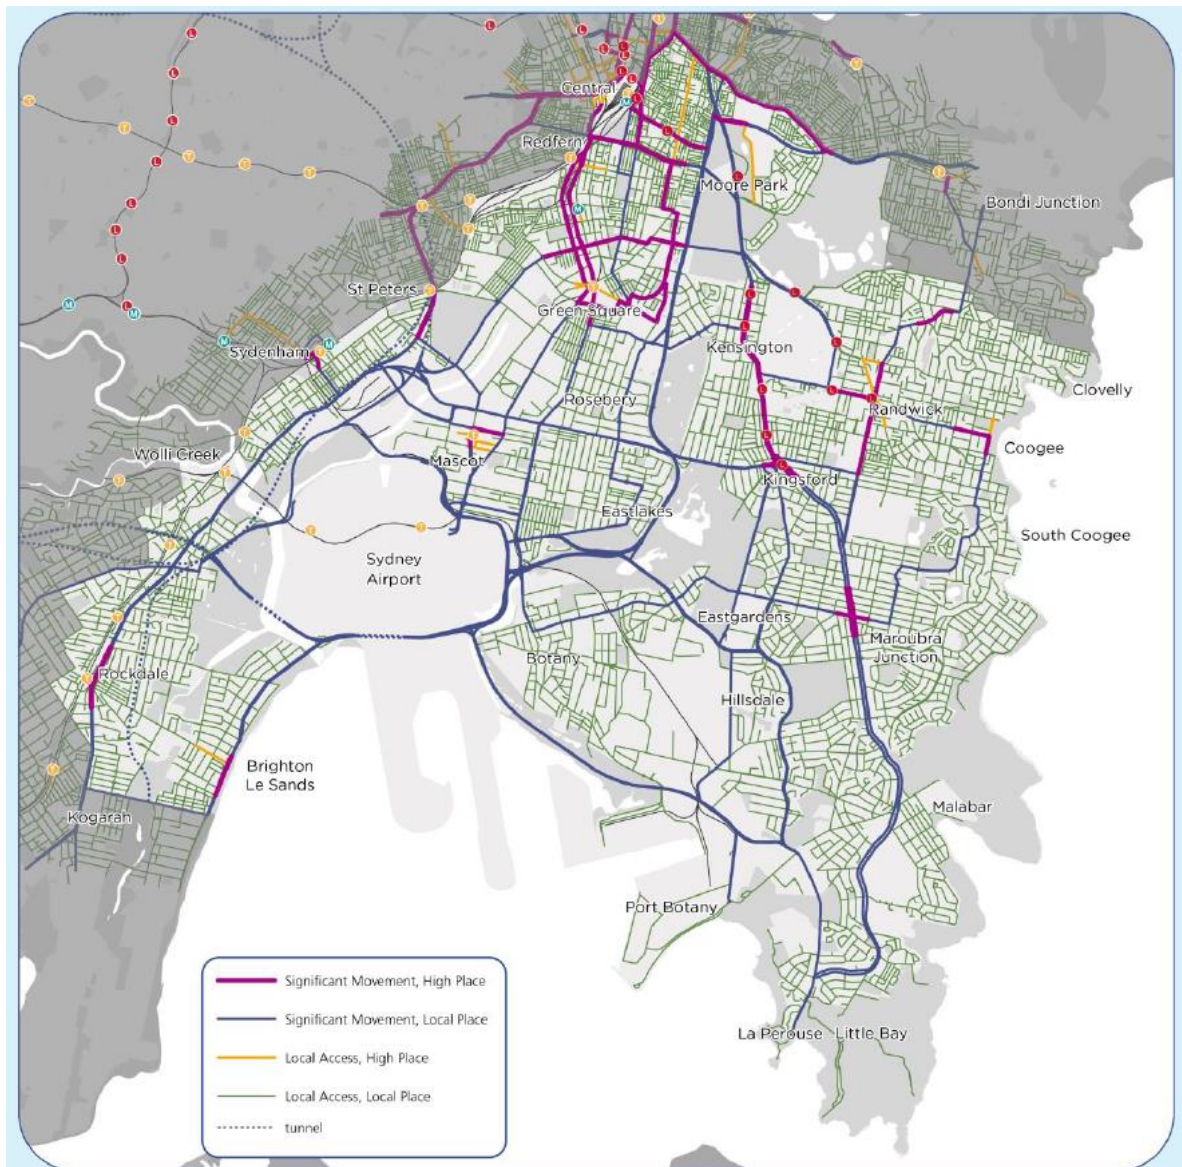 Central
Redfern
Moore Park
Bondi Junction
St Peters
Green Square
Sydenham
Kensington
Clovelly
Rosebery
Randwick
Coogee
Wolli Creek
Mascot
Kingsford
Eastlakes
South Coogee
Sydney
Airport
Eastgardens
Maroubra
Junction
Botany
Rockdale
Hillsdale
Brighton
Le Sands
Malabar
Kogarah
Port Botany
La Perouse
Little Bay
Significant Movement, High Place
Significant Movement, Local Place
Local Access, High Place
Local Access, Local Place
tunnel